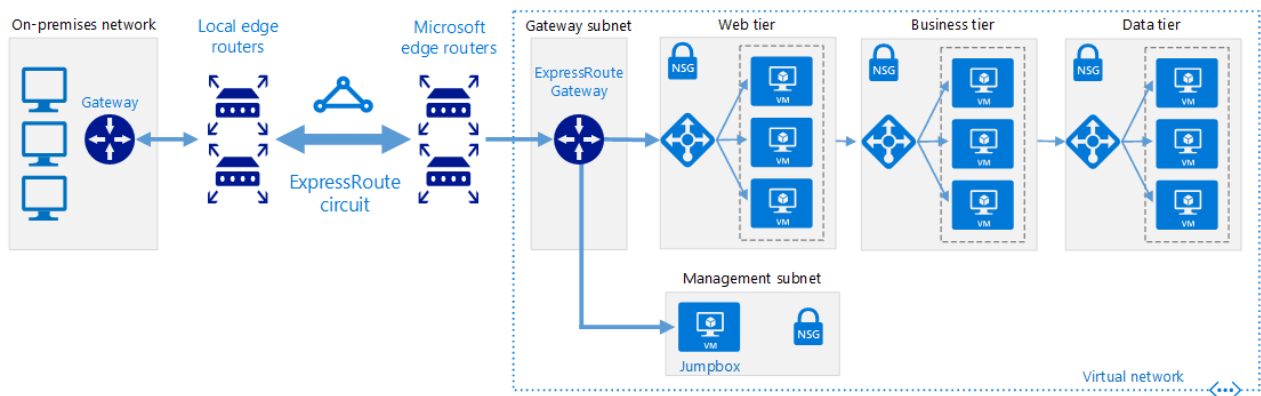 On-premises network
Gateway
Local edge
routers
ExpressRoute
circuit
Microsoft
edge routers
Gateway subnet
ExpressRoute
Gateway
Web tier
NSG
VM
VM
VM
Business tier
NSG
VM
VM
VM
Data tier
NSG
VM
VM
VM
Management subnet
VM
NSG
Jumpbox
Virtual network